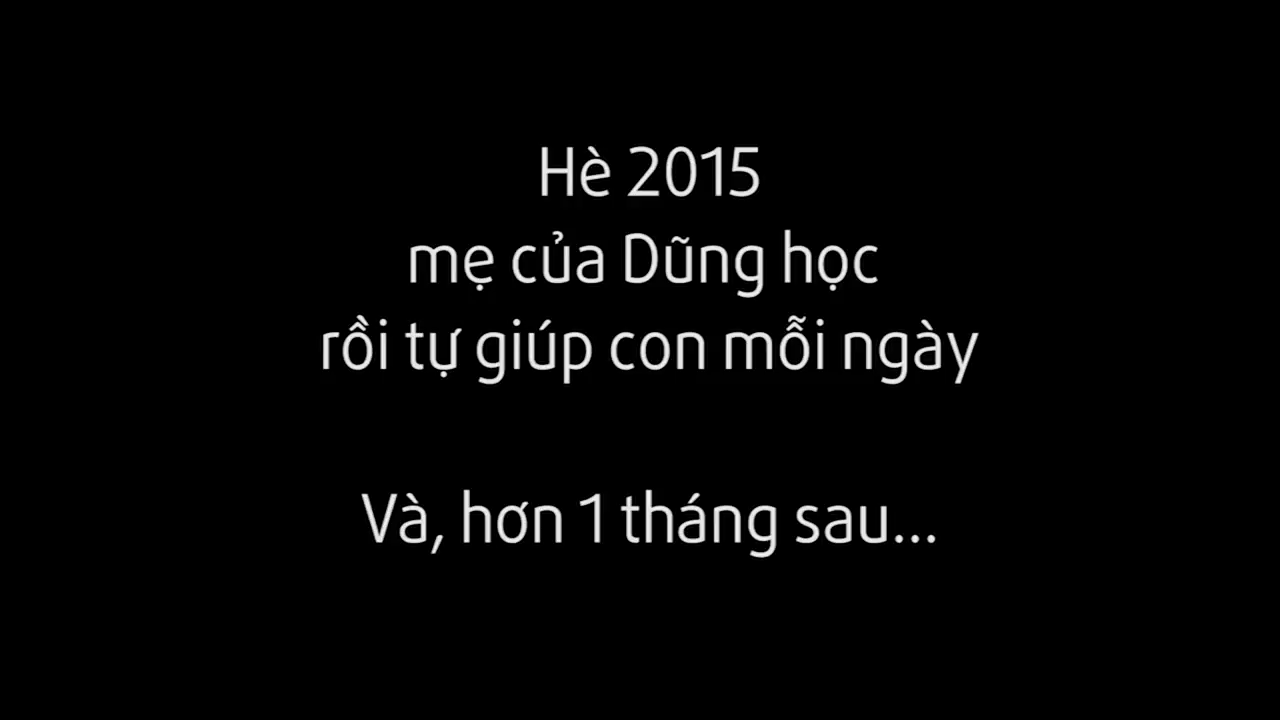 Hè 2015
mẹ của Dũng học
rồi tự giúp con mỗi ngày
Và, hơn 1 tháng sau...